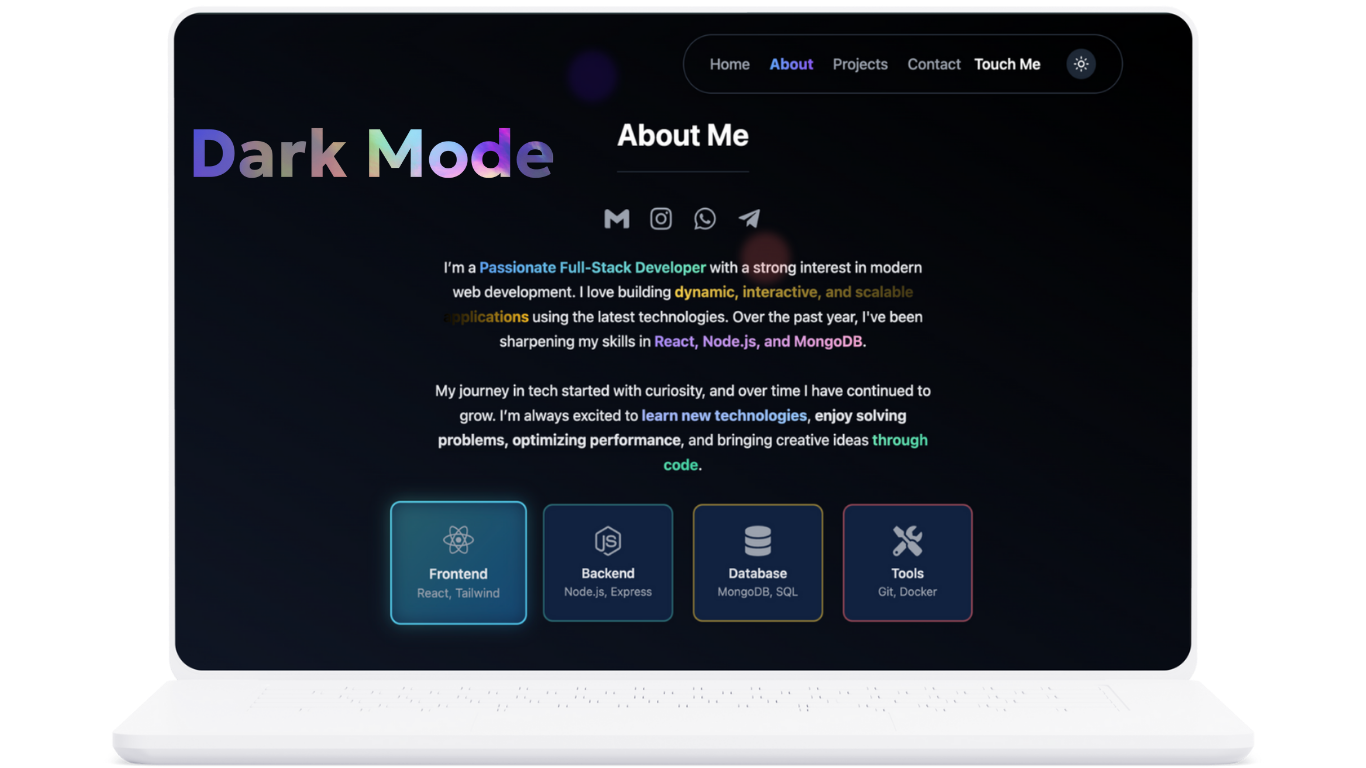 Home About Projects Contact Touch Me
Dark Mode
About Me
I'm a Passionate Full-Stack Developer with a strong interest in modern
web development. I love building dynamic, interactive, and scalable
applications using the latest technologies. Over the past year, I've been
sharpening my skills in React, Node.js, and MongoDB.
My journey in tech started with curiosity, and over time I have continued to
grow. I'm always excited to learn new technologies, enjoy solving
problems, optimizing performance, and bringing creative ideas through
code.
JS
Frontend
React, Tailwind
Backend
Node.js, Express
Database
MongoDB, SQL
Tools
Git, Docker